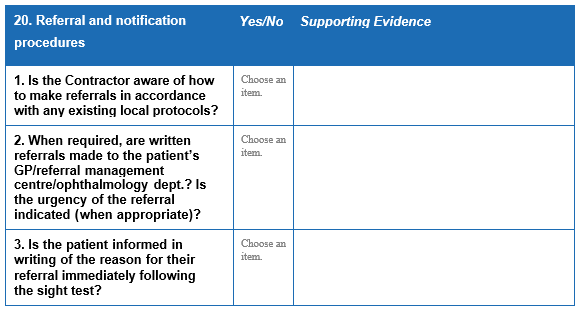 20. Referral and notification procedures
Yes/No
Supporting Evidence
1. Is the Contractor aware of how
to make referrals in accordance
with any existing local protocols?
Choose an
item.
2. When required, are written
referrals made to the patient's
GP/referral management
centre/ophthalmology dept.? Is
the urgency of the referral
indicated (when appropriate)?
Choose an
item.
3. Is the patient informed in
writing of the reason for their
referral immediately following
the sight test?
Choose an
item.